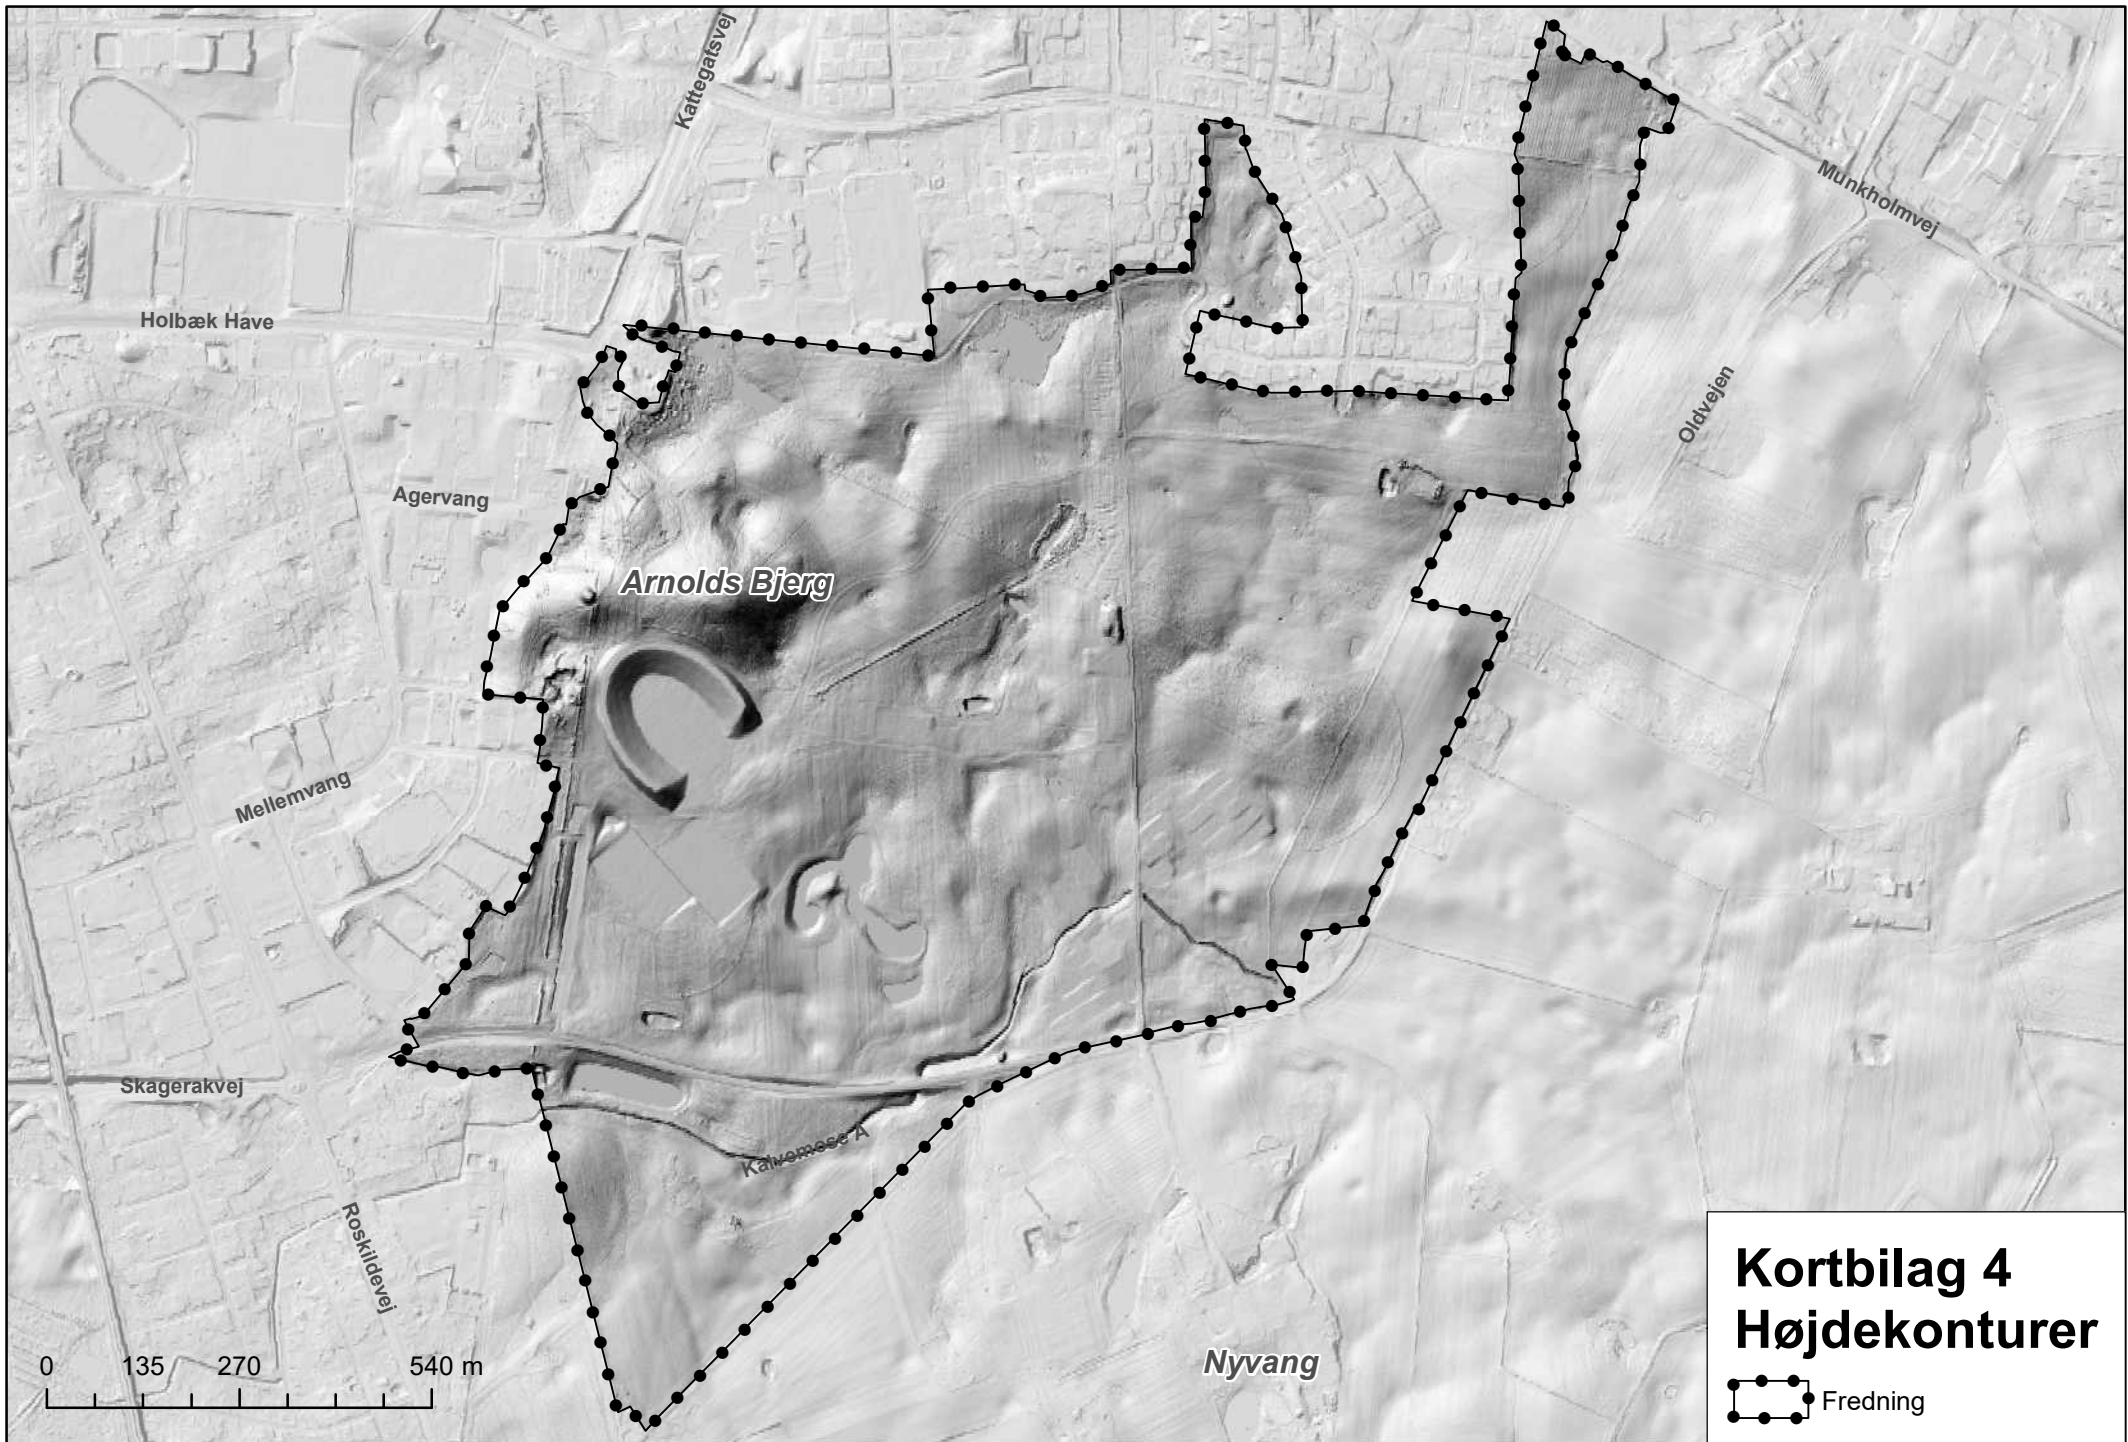 Kattegatsvej
Munkholmvej
Holbæk Have
Oldvejen
Agervang
Arnolds Bjerg
Mellemvang
Skagerakvej
Kalvemose Å
Roskildevej
Nyvang
0 135 270 540 m
Kortbilag 4
Højdekonturer
Fredning